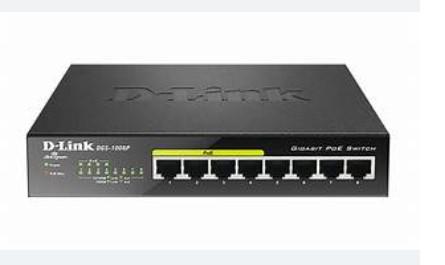 D-Link
D-Link DGS-1008P
PoE
GIGABIT POE SWITCH
1 2 3 4 5 6 7 8